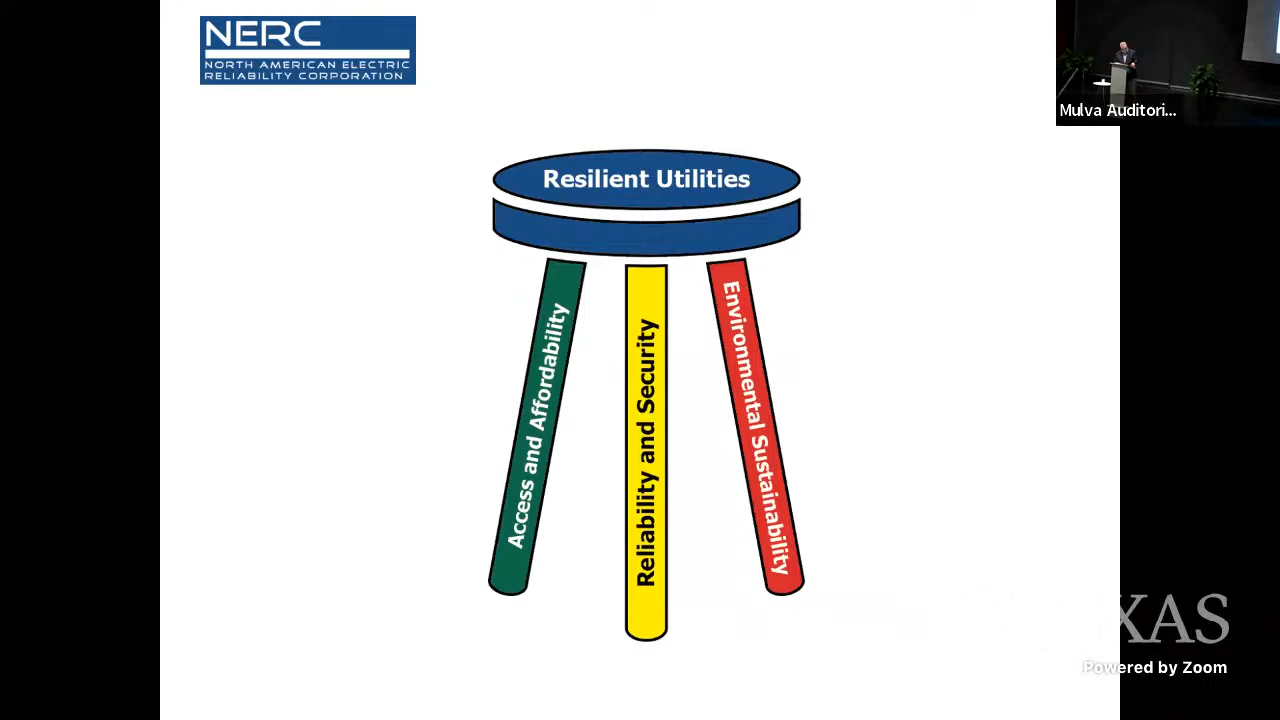 NERC
NORTH AMERICAN ELECTRIC
RELIABILITY CORPORATION
Mulva Auditori...
Resilient Utilities
Access and Affordability
Reliability and Security
Environmental Sustainability
XAS
Powered by Zoom